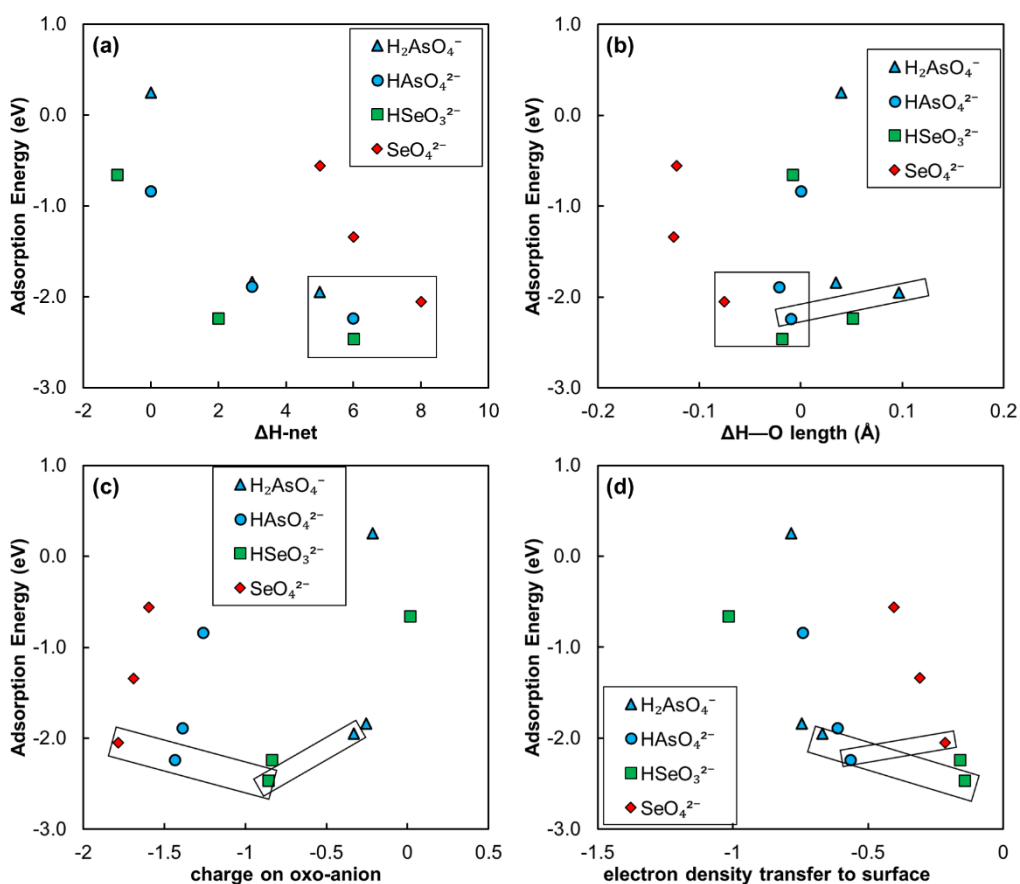 (a)
H₂AsO₄⁻
HAsO₄²⁻
HSeO₃²⁻
SeO₄²⁻
1.0
0.0
-1.0
-2.0
-3.0
Adsorption Energy (eV)
-2 0 2 4 6 8 10
ΔH-net
(b)
H₂AsO₄⁻
HAsO₄²⁻
HSeO₃²⁻
SeO₄²⁻
1.0
0.0
-1.0
-2.0
-3.0
Adsorption Energy (eV)
-0.2 -0.1 0 0.1 0.2
ΔH—O length (Å)
(c)
H₂AsO₄⁻
HAsO₄²⁻
HSeO₃²⁻
SeO₄²⁻
1.0
0.0
-1.0
-2.0
-3.0
Adsorption Energy (eV)
-2 -1.5 -1 -0.5 0 0.5
charge on oxo-anion
(d)
H₂AsO₄⁻
HAsO₄²⁻
HSeO₃²⁻
SeO₄²⁻
1.0
0.0
-1.0
-2.0
-3.0
Adsorption Energy (eV)
-1.5 -1 -0.5 0
electron density transfer to surface